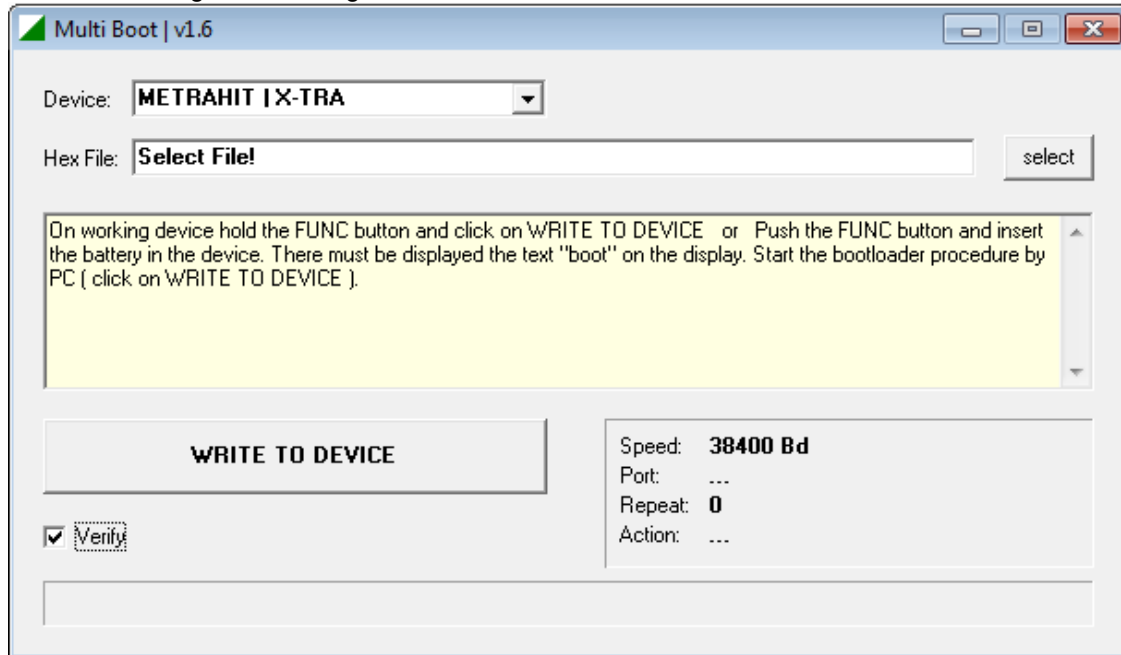 Multi Boot | v1.6
Device: METRAHIT | X-TRA
Hex File: Select File! select
On working device hold the FUNC button and click on WRITE TO DEVICE or Push the FUNC button and insert
the battery in the device. There must be displayed the text "boot" on the display. Start the bootloader procedure by
PC ( click on WRITE TO DEVICE ).
WRITE TO DEVICE
Verify
Speed: 38400 Bd
Port: ...
Repeat: 0
Action: ...